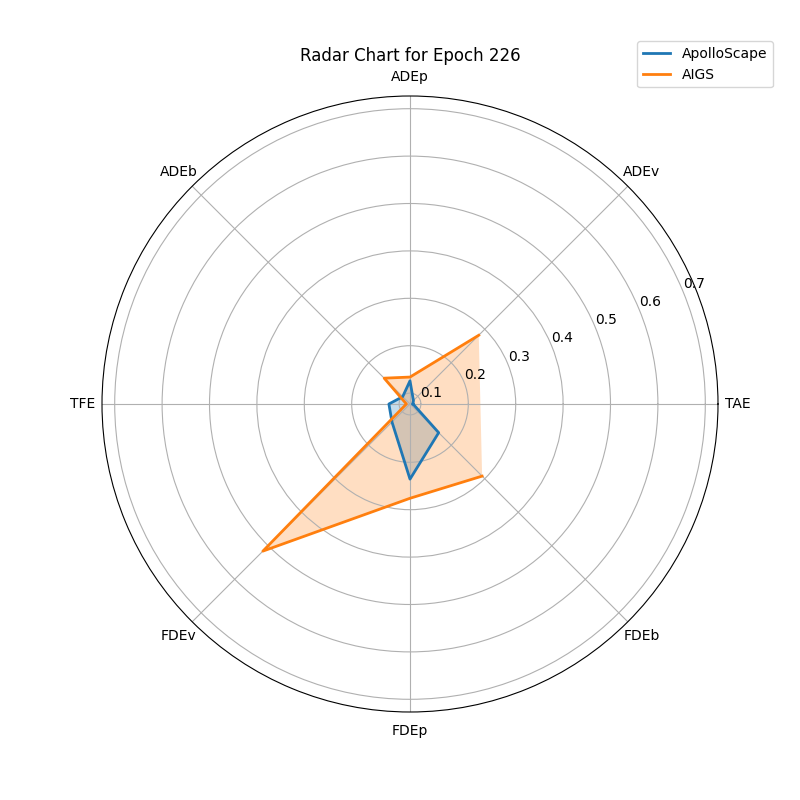 Radar Chart for Epoch 226
ApolloScape
AIGS
ADEp
ADEb
ADEv
0.7
0.6
0.5
0.4
0.3
0.2
0.1
TFE
TAE
FDEv
FDEb
FDEp